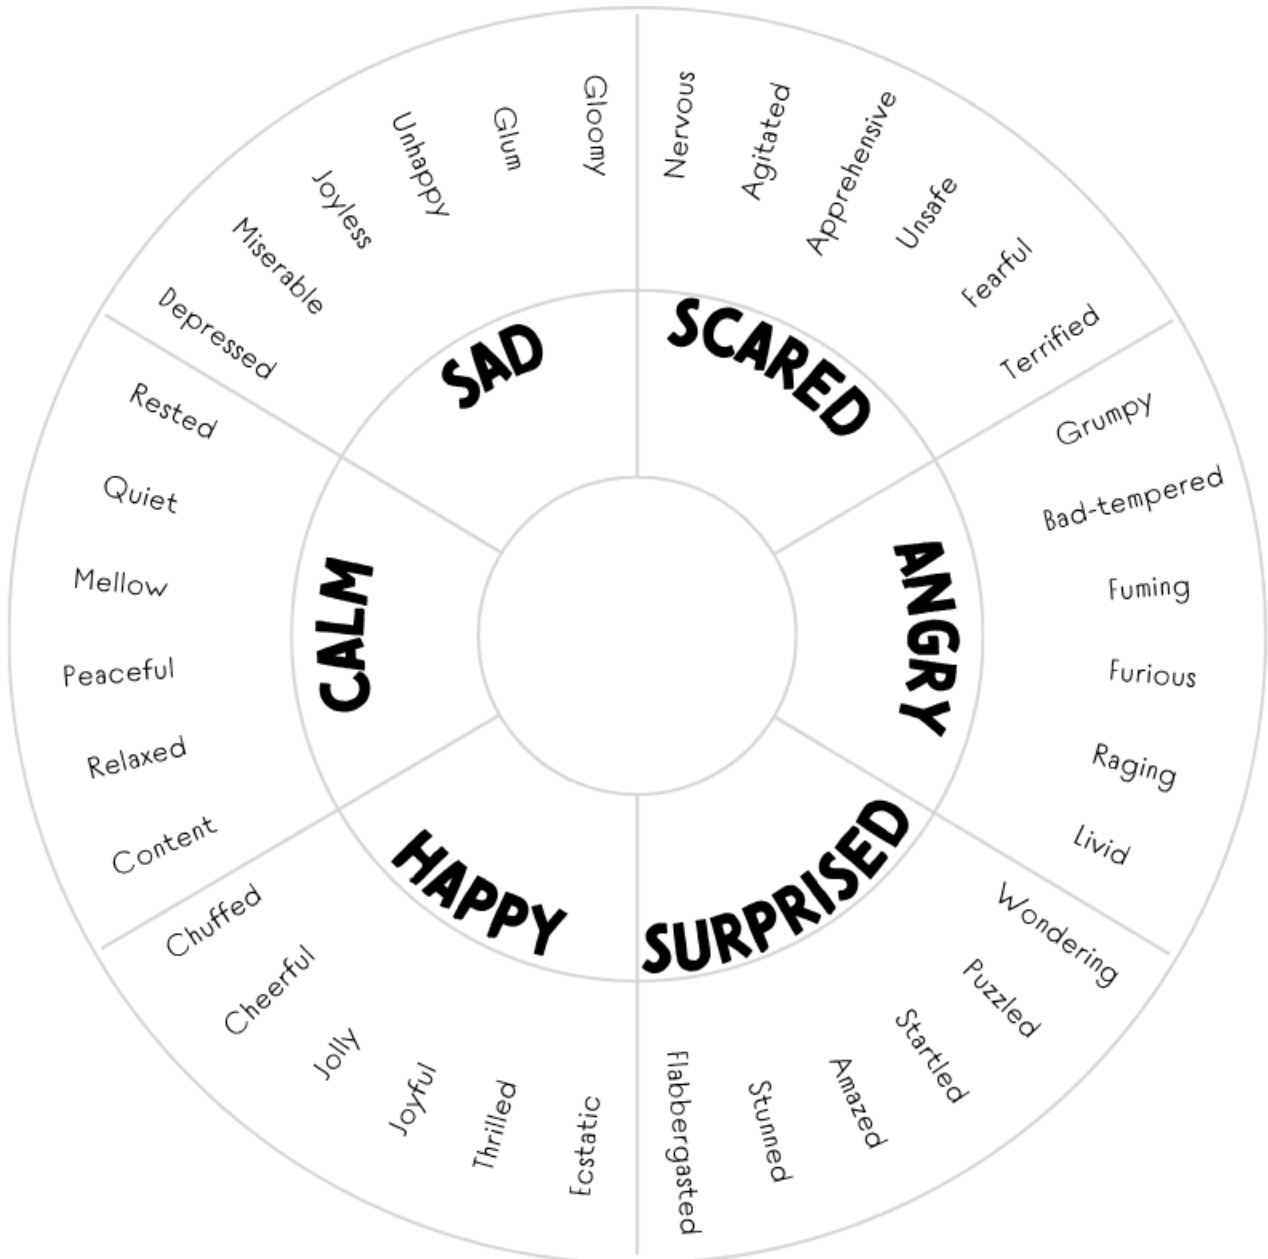 SAD
Depressed
Miserable
Joyless
Unhappy
Glum
Gloomy
SCARED
Nervous
Agitated
Apprehensive
Unsafe
Fearful
Terrified
ANGRY
Grumpy
Bad-tempered
Fuming
Furious
Raging
Livid
SURPRISED
Wondering
Puzzled
Startled
Amazed
Stunned
Flabbergasted
HAPPY
Ecstatic
Thrilled
Joyful
Jolly
Cheerful
Chuffed
CALM
Content
Relaxed
Peaceful
Mellow
Quiet
Rested